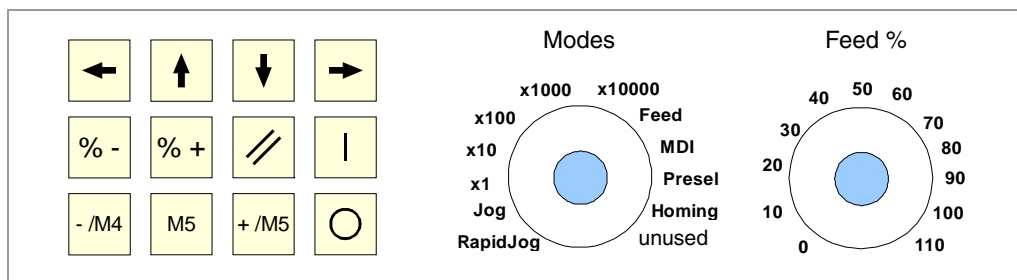 Modes
Feed %
x1000
x10000
x100
Feed
x10
MDI
x1
Presel
Jog
Homing
RapidJog
unused
50
40
60
30
70
20
80
90
10
100
0
110
% -
% +
- /M4
M5
+ /M5